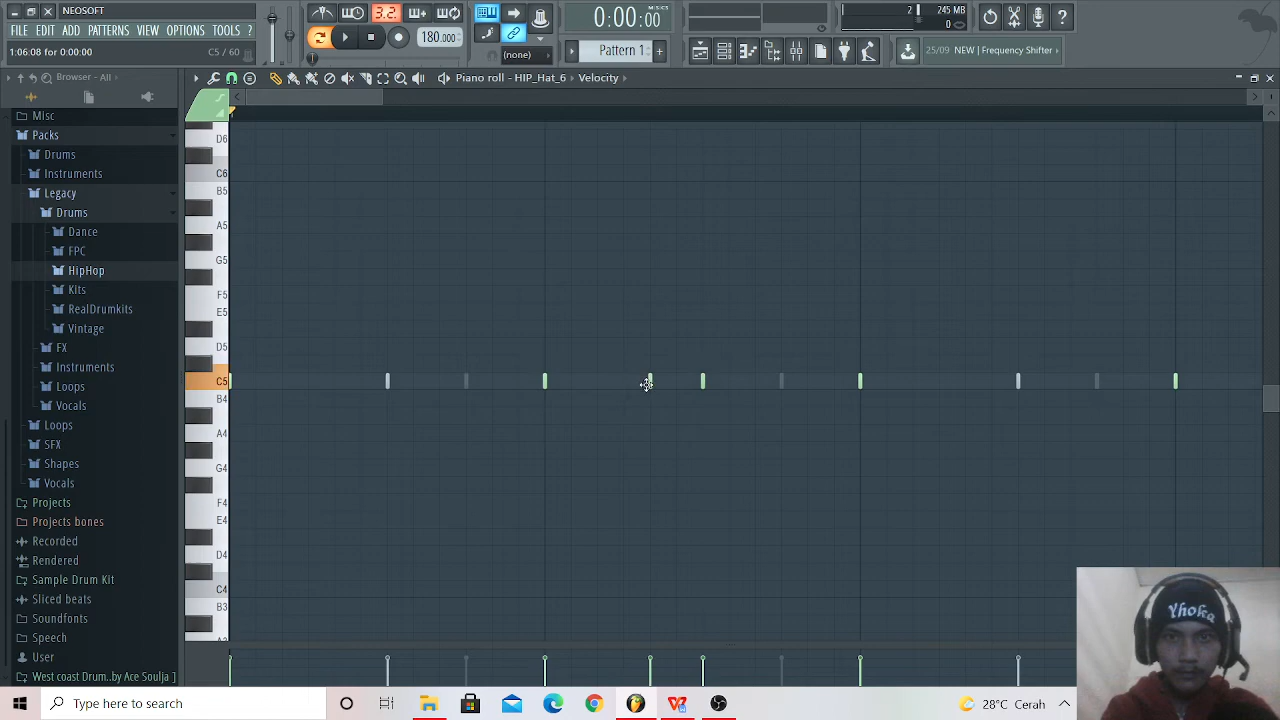 NEOSOFT
FILE EDIT ADD PATTERNS VIEW OPTIONS TOOLS ?
1:06:08 for 0:00:00 C5 / 60
3.2
180.000
0:00:00
M:S:CS
(none)
Pattern 1
2
245 MB
0
25/09 NEW | Frequency Shifter
Browser - All
Piano roll - HIP_Hat_6 Velocity
Misc
Packs
Drums
Instruments
Legacy
Drums
Dance
FPC
HipHop
Kits
RealDrumkits
Vintage
FX
Instruments
Loops
Vocals
Loops
SFX
Shapes
Vocals
Projects
Projects bones
Recorded
Rendered
Sample Drum Kit
Sliced beats
Soundfonts
Speech
User
West coast Drum..by Ace Soulja ]
D6
C6
B5
A5
G5
F5
E5
D5
C5
B4
A4
G4
F4
E4
D4
C4
B3
Yhoka
Type here to search
28°C Cerah